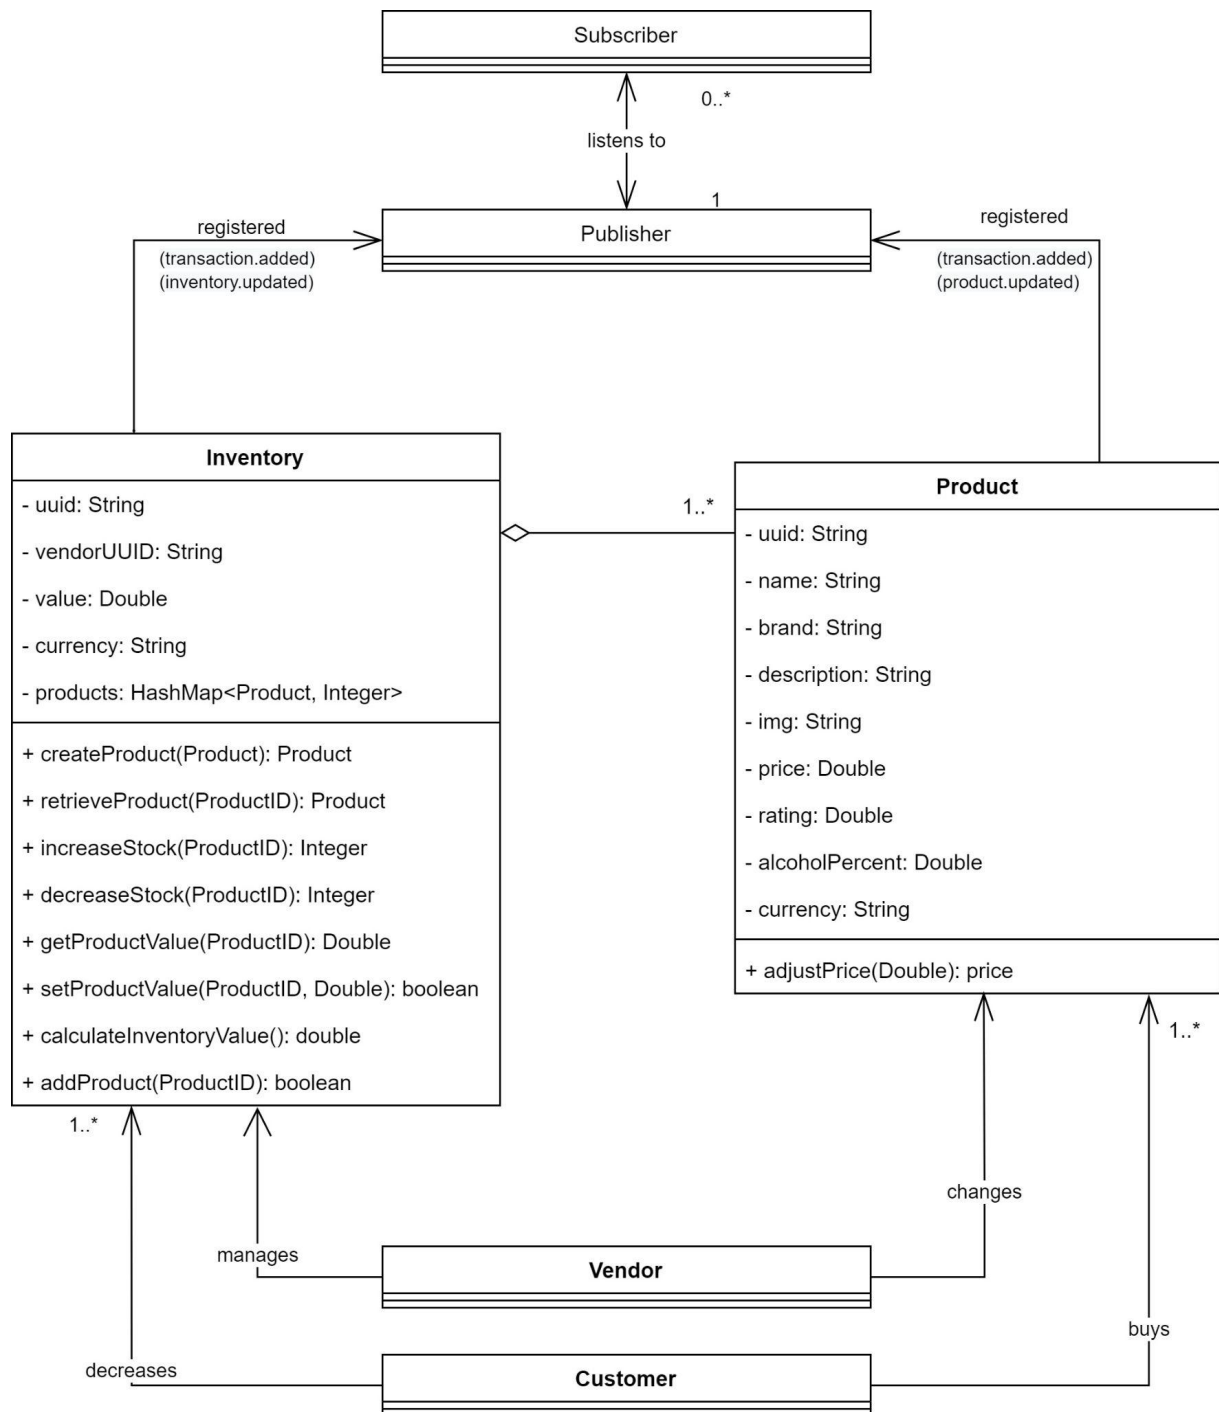 Subscriber
0..*
listens to
1
Publisher
registered
(transaction.added)
(inventory.updated)
registered
(transaction.added)
(product.updated)
Inventory
- uuid: String
- vendorUUID: String
- value: Double
- currency: String
- products: HashMap<Product, Integer>
+ createProduct(Product): Product
+ retrieveProduct(ProductID): Product
+ increaseStock(ProductID): Integer
+ decreaseStock(ProductID): Integer
+ getProductValue(ProductID): Double
+ setProductValue(ProductID, Double): boolean
+ calculateInventoryValue(): double
+ addProduct(ProductID): boolean
1..*
Product
- uuid: String
- name: String
- brand: String
- description: String
- img: String
- price: Double
- rating: Double
- alcoholPercent: Double
- currency: String
+ adjustPrice(Double): price
1..*
1..*
changes
manages
Vendor
buys
decreases
Customer